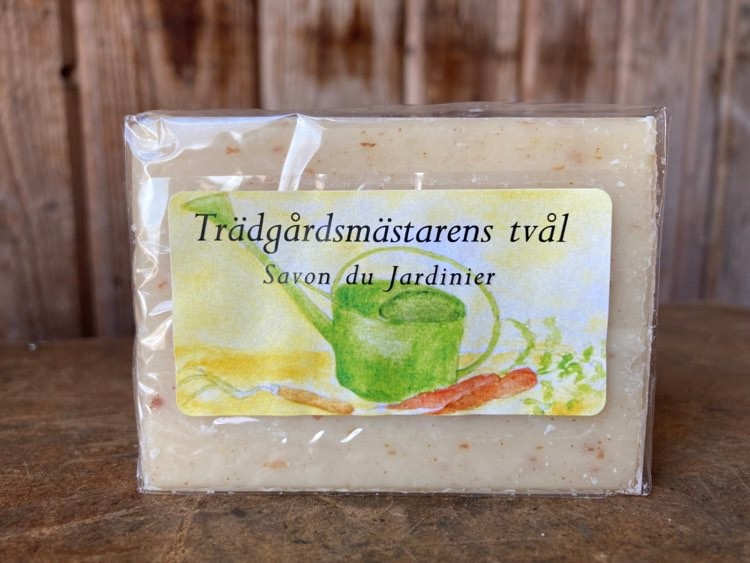 Trädgårdsmästarens tvål
Savon du Jardinier